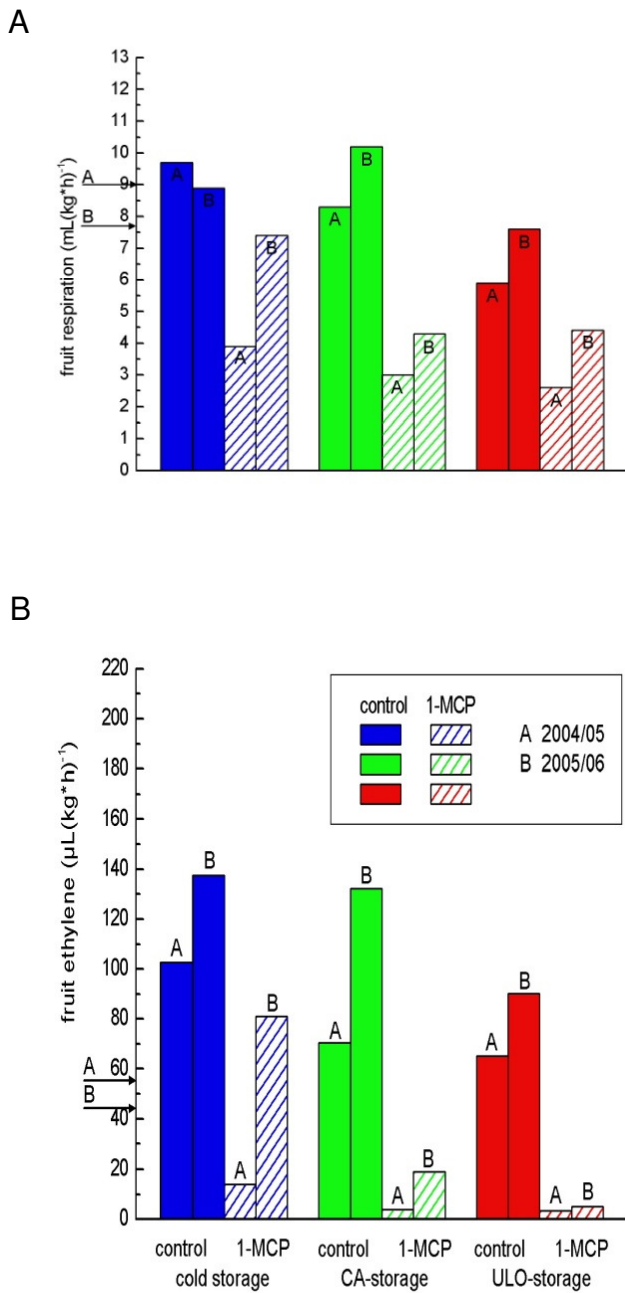 A
13
12
11
10
9
8
7
6
5
4
3
2
1
0
fruit respiration (mL(kg*h)⁻¹)
A
B
A
B
A
B
A
B
A
B
A
B
A
B
B
220
200
180
160
140
120
100
80
60
40
20
0
fruit ethylene (µL(kg*h)⁻¹
A
B
control 1-MCP
A 2004/05
B 2005/06
A
B
A
B
A
B
A
B
A
B
A
B
control 1-MCP control 1-MCP control 1-MCP
cold storage CA-storage ULO-storage